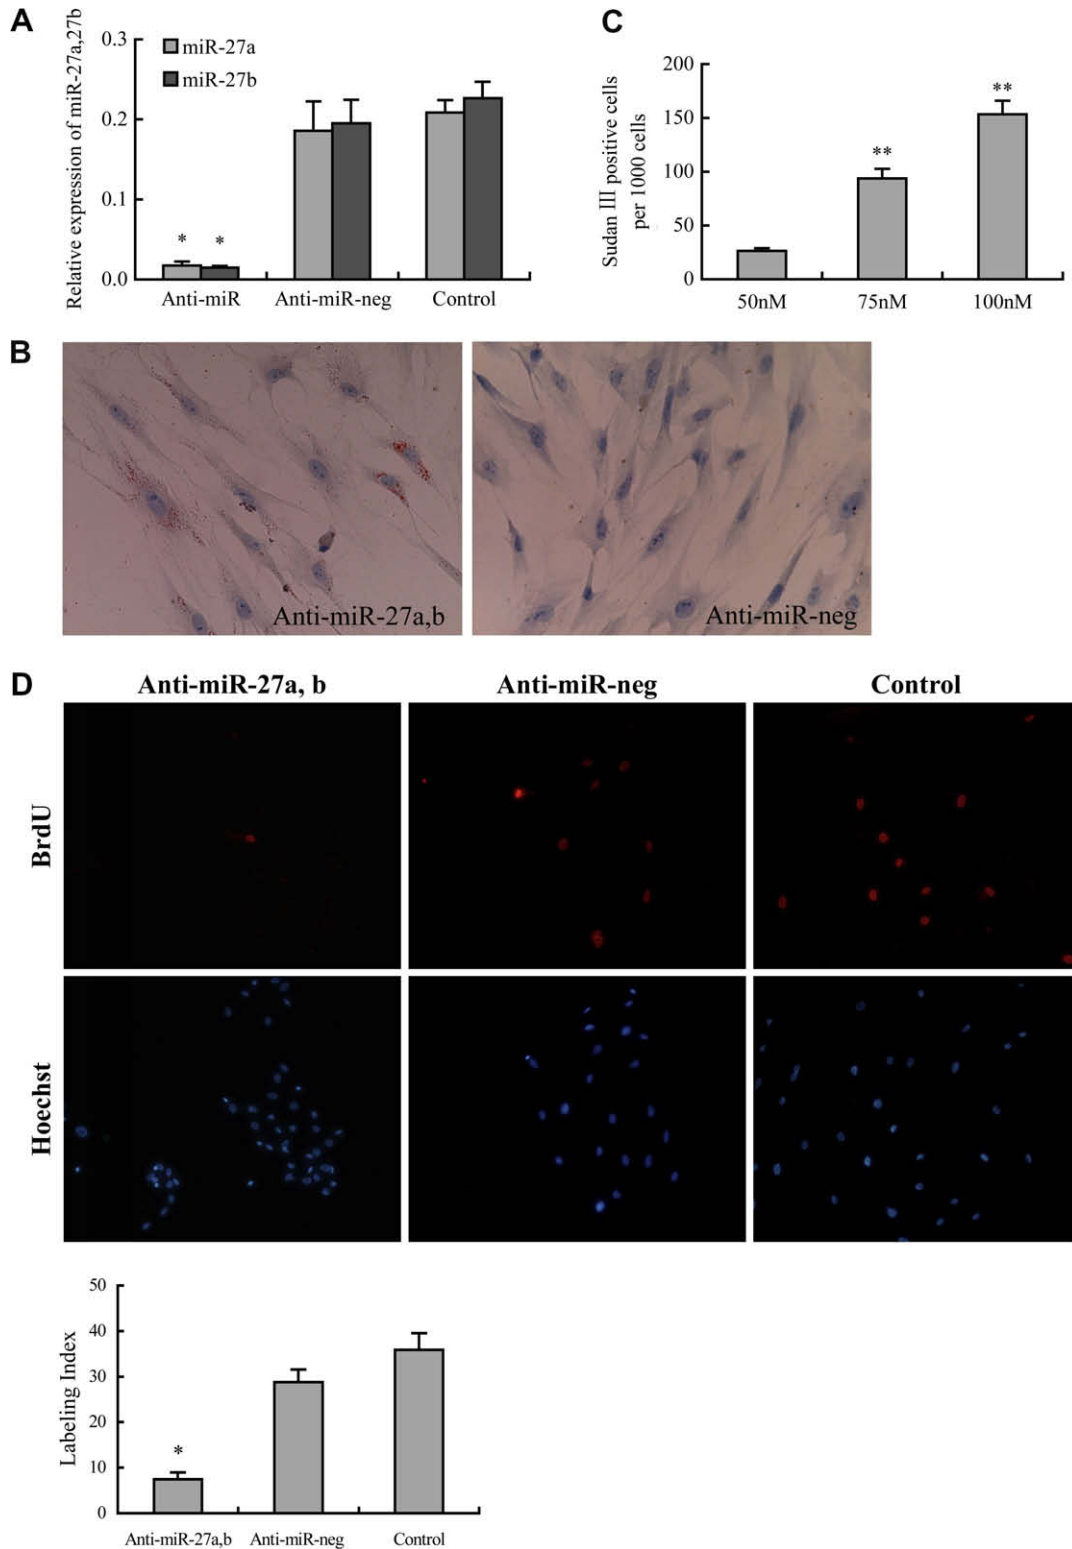 A
Relative expression of miR-27a,27b
0.3
0.2
0.1
0.0
miR-27a
miR-27b
*
*
Anti-miR
Anti-miR-neg
Control
C
Sudan III positive cells
per 1000 cells
200
150
100
50
0
**
**
50nM
75nM
100nM
B
Anti-miR-27a,b
Anti-miR-neg
D
Anti-miR-27a, b
Anti-miR-neg
Control
BrdU
Hoechst
Labeling Index
50
40
30
20
10
0
*
Anti-miR-27a,b
Anti-miR-neg
Control